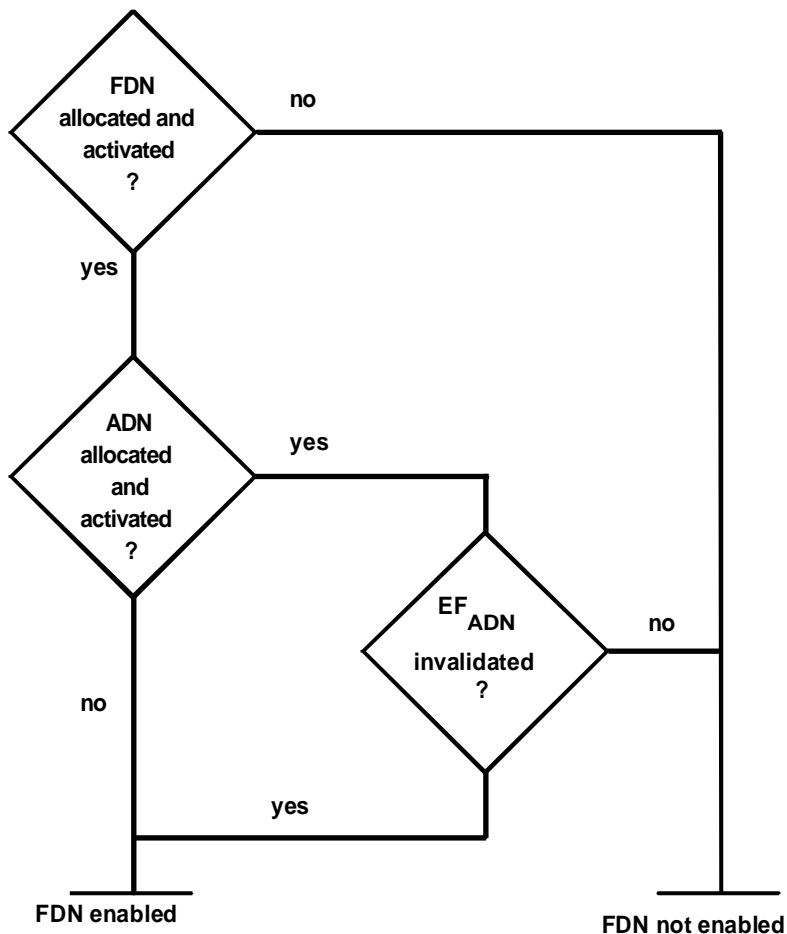 FDN
allocated and
activated
?
no
yes
ADN
allocated
and
activated
?
yes
EF ADN
invalidated
?
no
no
yes
FDN enabled
FDN not enabled